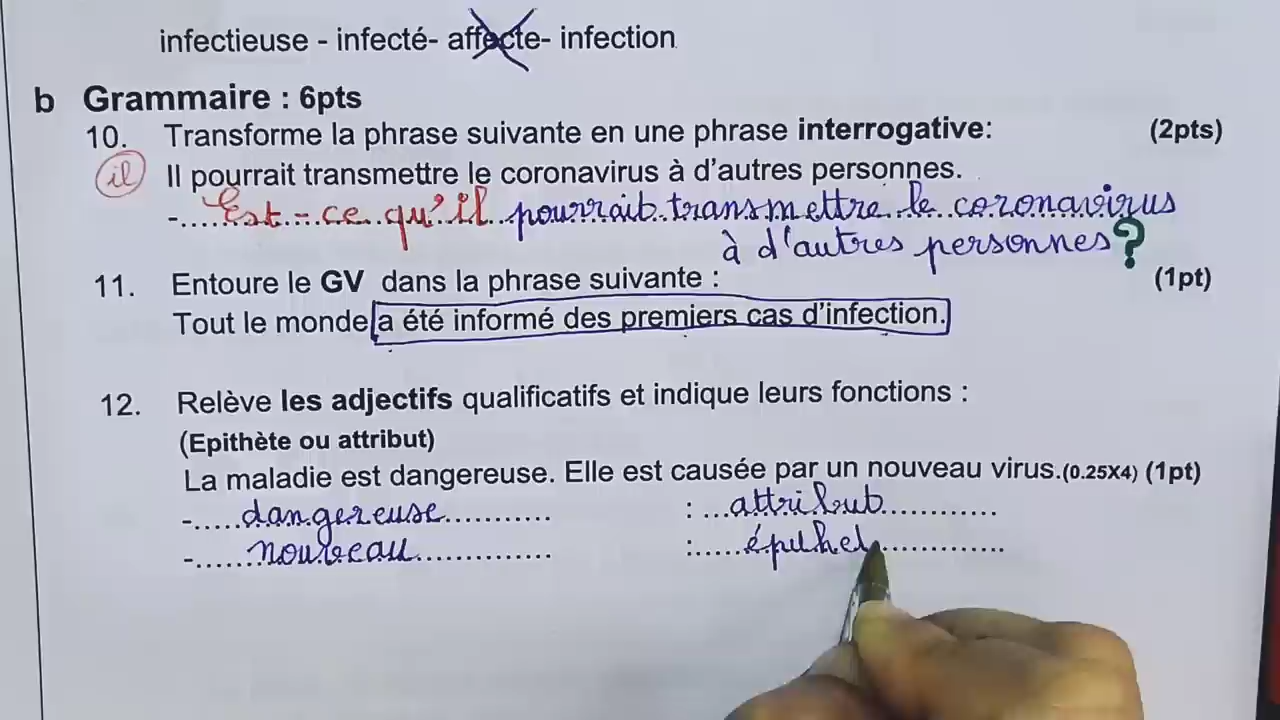 infectieuse - infecté- affecte- infection
b Grammaire : 6pts
10. Transforme la phrase suivante en une phrase interrogative: (2pts)
il Il pourrait transmettre le coronavirus à d'autres personnes.
-.....Est-ce qu'il pourrait transmettre le coronavirus
à d'autres personnes?
11. Entoure le GV dans la phrase suivante : (1pt)
Tout le monde a été informé des premiers cas d'infection.
12. Relève les adjectifs qualificatifs et indique leurs fonctions :
(Epithète ou attribut)
La maladie est dangereuse. Elle est causée par un nouveau virus.(0.25X4) (1pt)
-.....dangereuse............ : ...attribut............
-......nouveau............... :.....épuhet.............